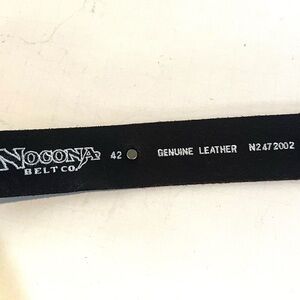 NOCONA
BELT CO.
42 GENUINE LEATHER N2472002